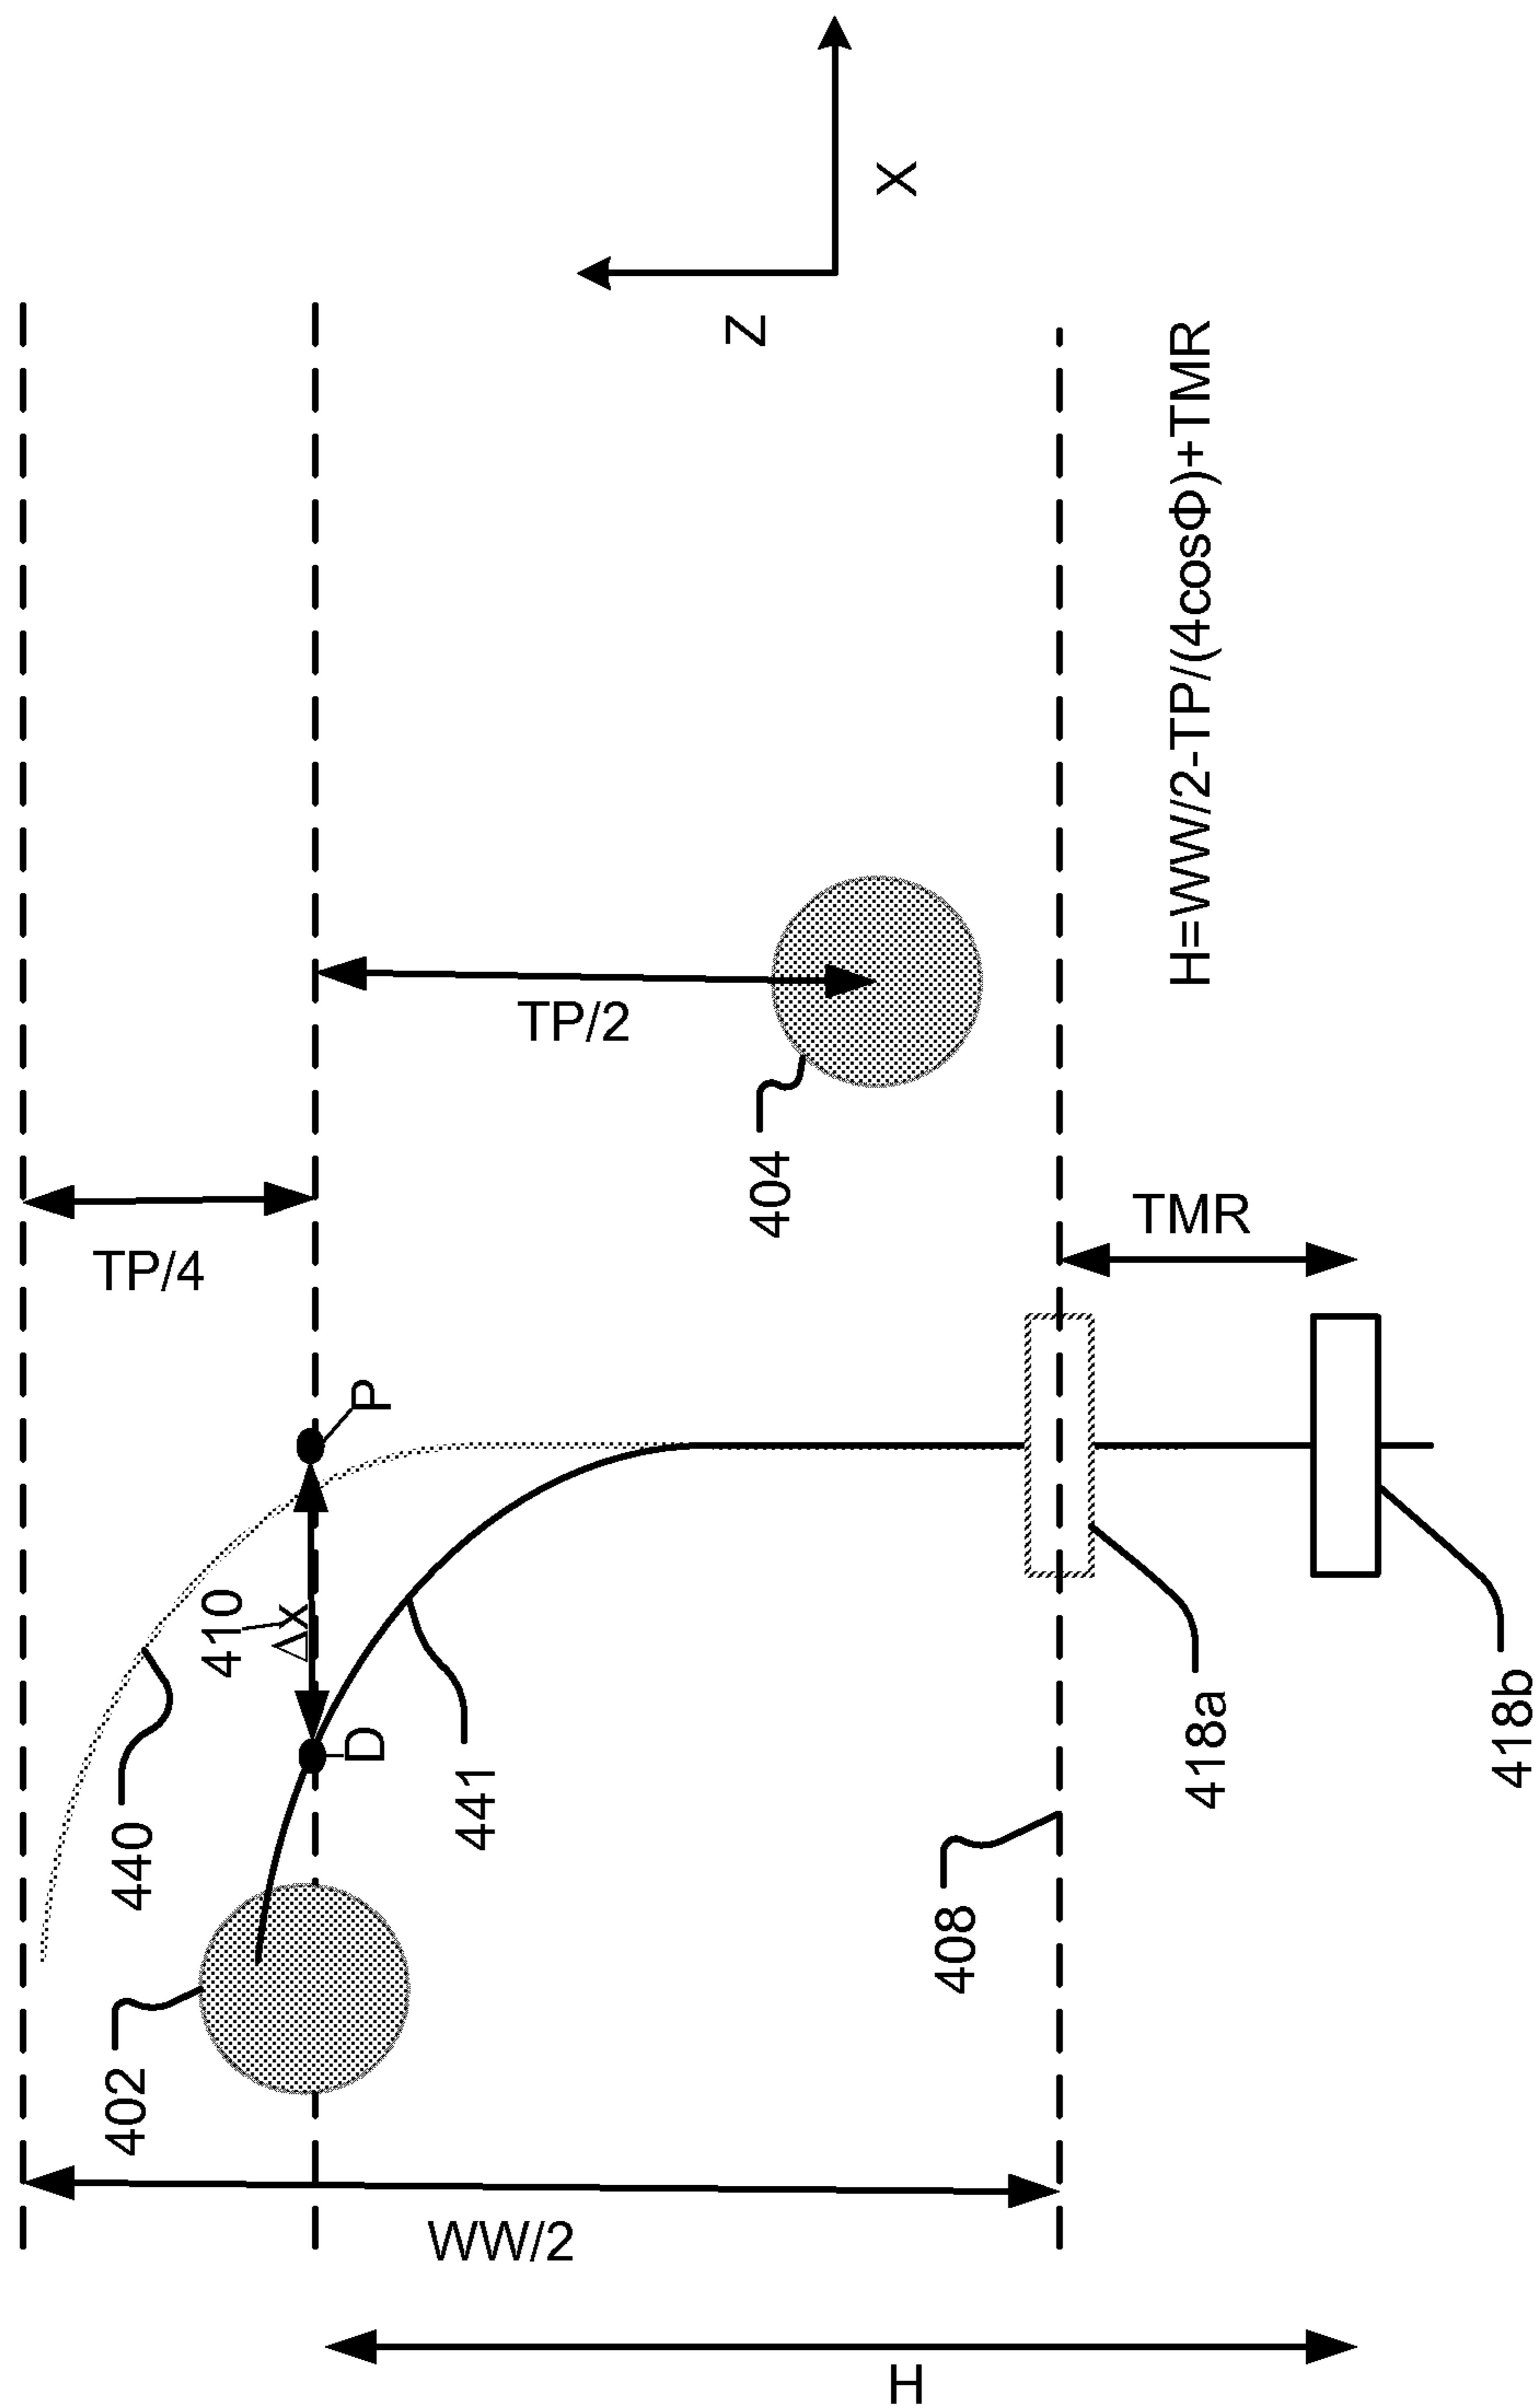 TP/4
TP/2
X
Z
P
410
Δx
D
440
441
402
404
TMR
H=WW/2-TP/(4cosΦ)+TMR
418a
418b
408
WW/2
H